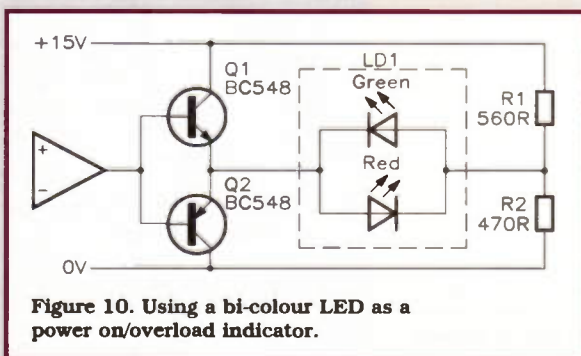 +15V
Q1
BC548
LD1
Green
R1
560R
+
-
Red
Q2
BC548
R2
470R
0V
Figure 10. Using a bi-colour LED as a
power on/overload indicator.